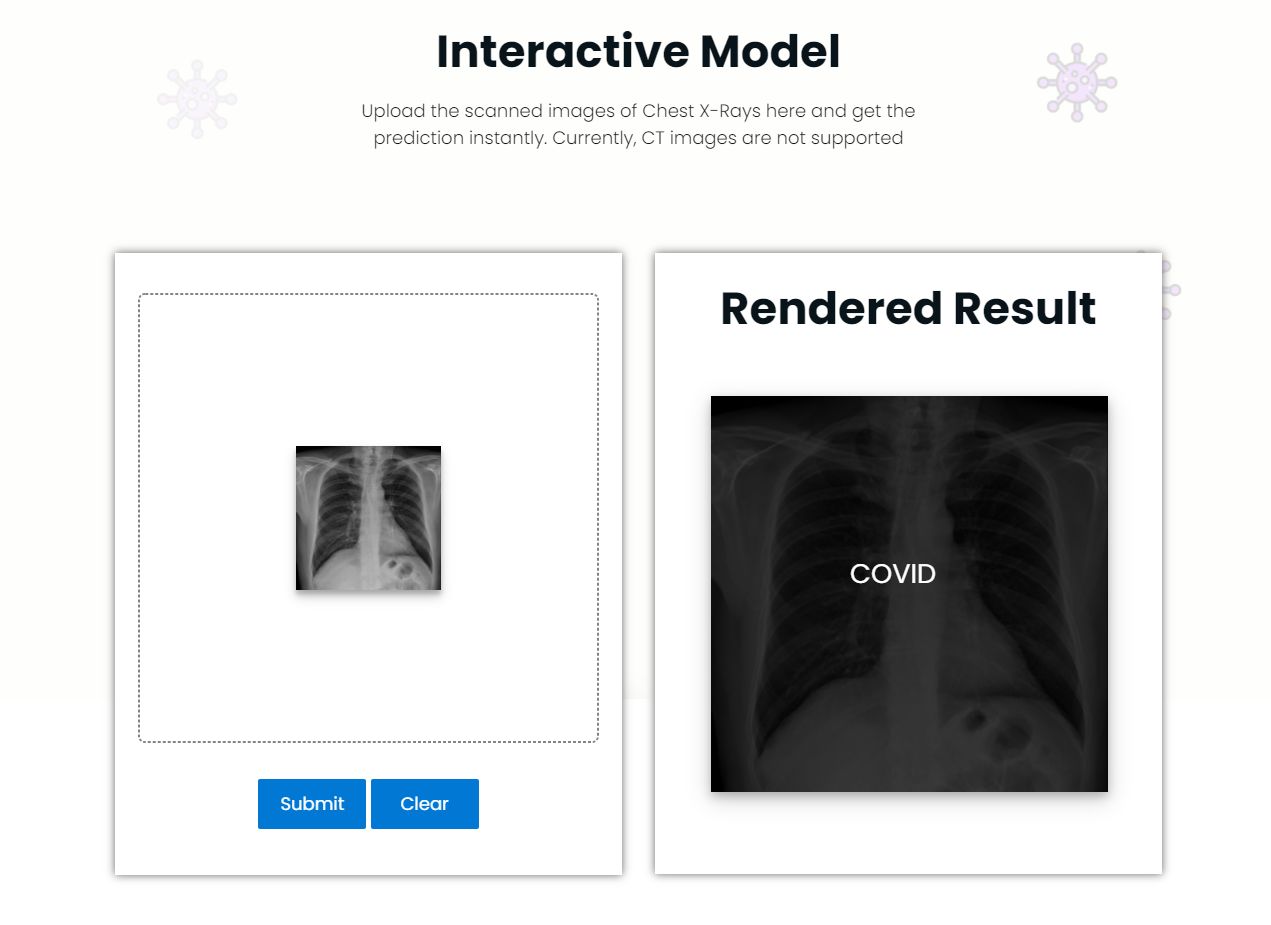 Interactive Model
Upload the scanned images of Chest X-Rays here and get the
prediction instantly. Currently, CT images are not supported
Submit
Clear
Rendered Result
COVID